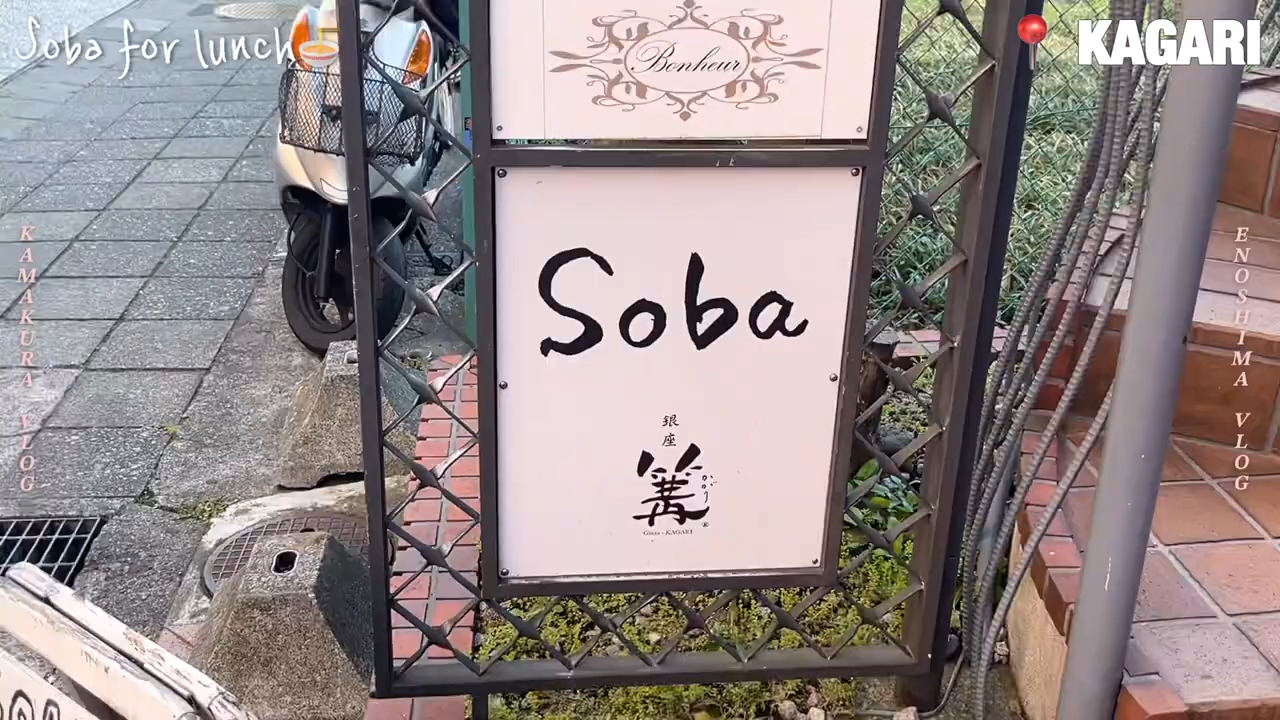 Soba for lunch
KAGARI
Bonheur
KAMAKURA VLOG
ENOSHIMA VLOG
Soba
銀座
篝
かがり
®
Ginza - KAGARI